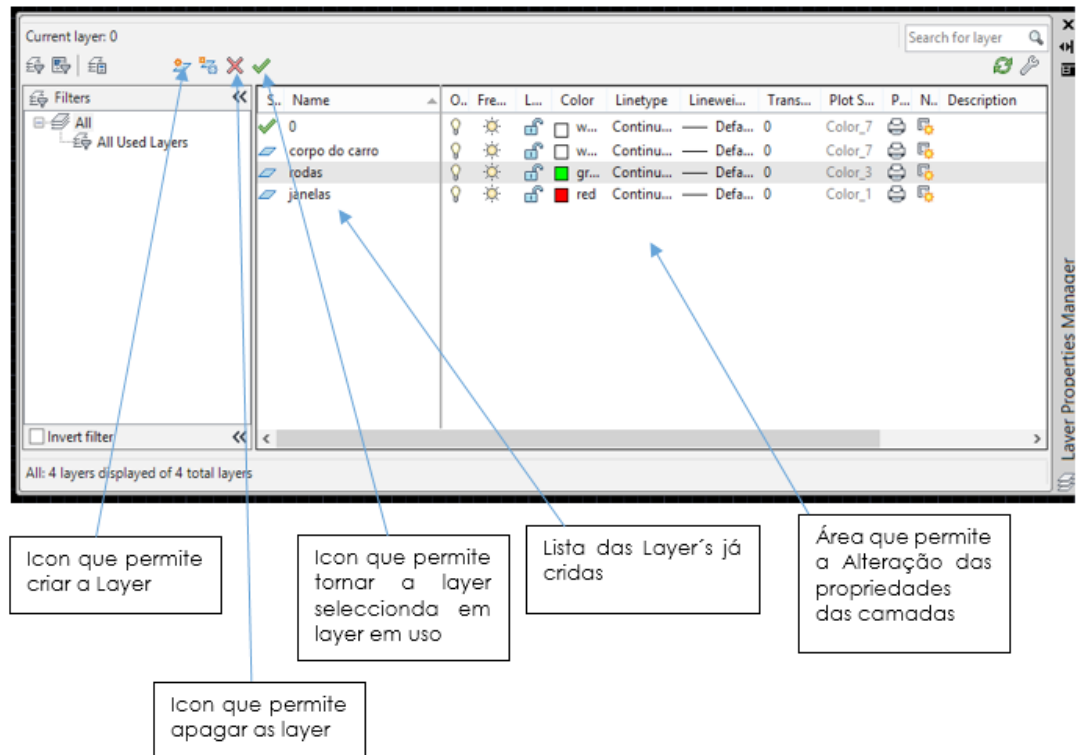 Current layer: 0
Search for layer
Filters
All
All Used Layers
Invert filter
S.. Name O.. Fre... L... Color Linetype Linewei... Trans... Plot S... P... N.. Description
0 w... Continu... Defa... 0 Color_7
corpo do carro w... Continu... Defa... 0 Color_7
rodas gr... Continu... Defa... 0 Color_3
janelas red Continu... Defa... 0 Color_1
All: 4 layers displayed of 4 total layers
Layer Properties Manager
Icon que permite
criar a Layer
Icon que permite
tornar a layer
seleccionda em
layer em uso
Lista das Layer´s já
cridas
Área que permite
a Alteração das
propriedades
das camadas
Icon que permite
apagar as layer